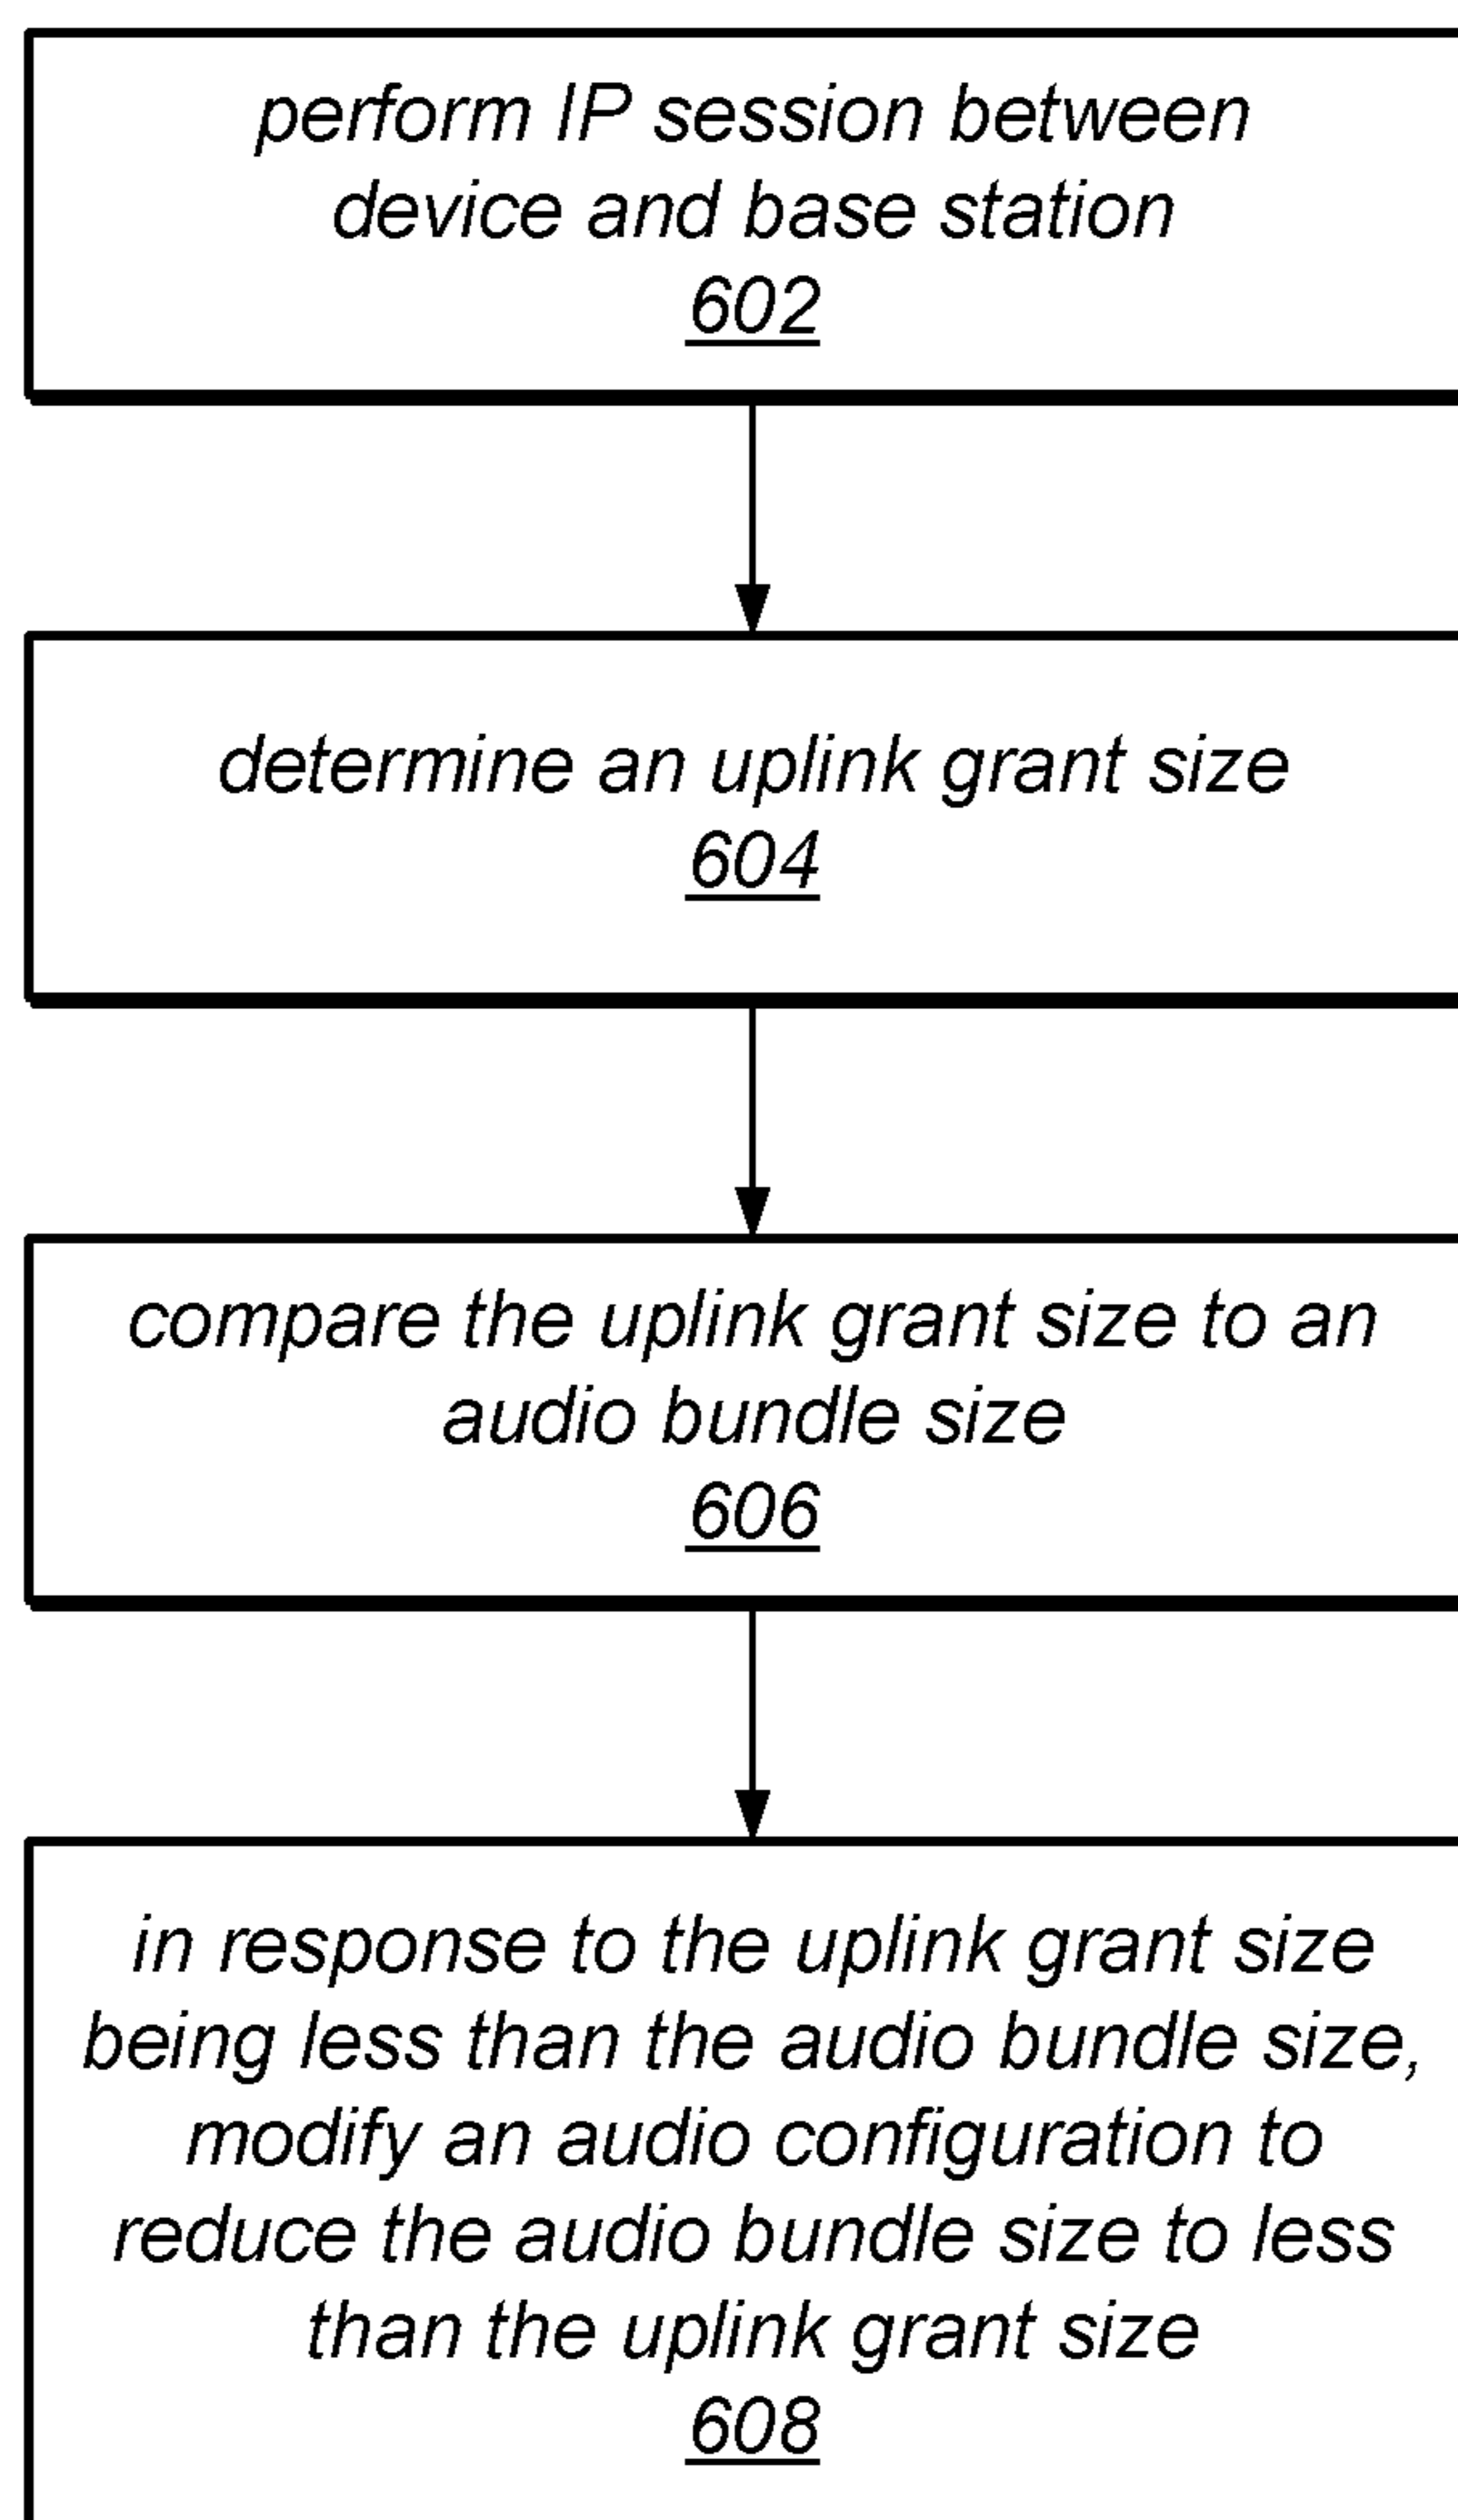 perform IP session between
device and base station
602
determine an uplink grant size
604
compare the uplink grant size to an
audio bundle size
606
in response to the uplink grant size
being less than the audio bundle size,
modify an audio configuration to
reduce the audio bundle size to less
than the uplink grant size
608